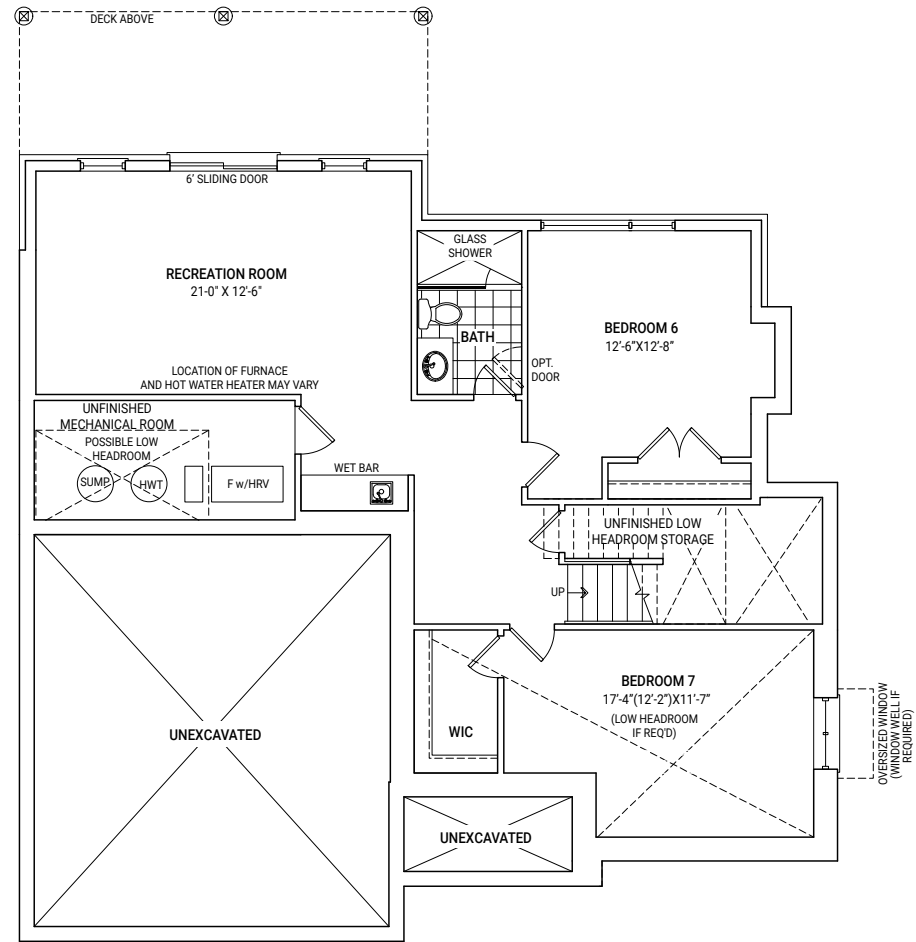 DECK ABOVE
6' SLIDING DOOR
GLASS
SHOWER
RECREATION ROOM
21-0" X 12'-6"
BEDROOM 6
12'-6"X12'-8"
BATH
OPT.
DOOR
LOCATION OF FURNACE
AND HOT WATER HEATER MAY VARY
UNFINISHED
MECHANICAL ROOM
POSSIBLE LOW
HEADROOM
SUMP
HWT
F w/HRV
WET BAR
UNFINISHED LOW
HEADROOM STORAGE
UP
BEDROOM 7
17'-4"(12'-2")X11'-7"
(LOW HEADROOM
IF REQ'D)
WIC
OVERSIZED WINDOW
(WINDOW WELL IF
REQUIRED)
UNEXCAVATED
UNEXCAVATED